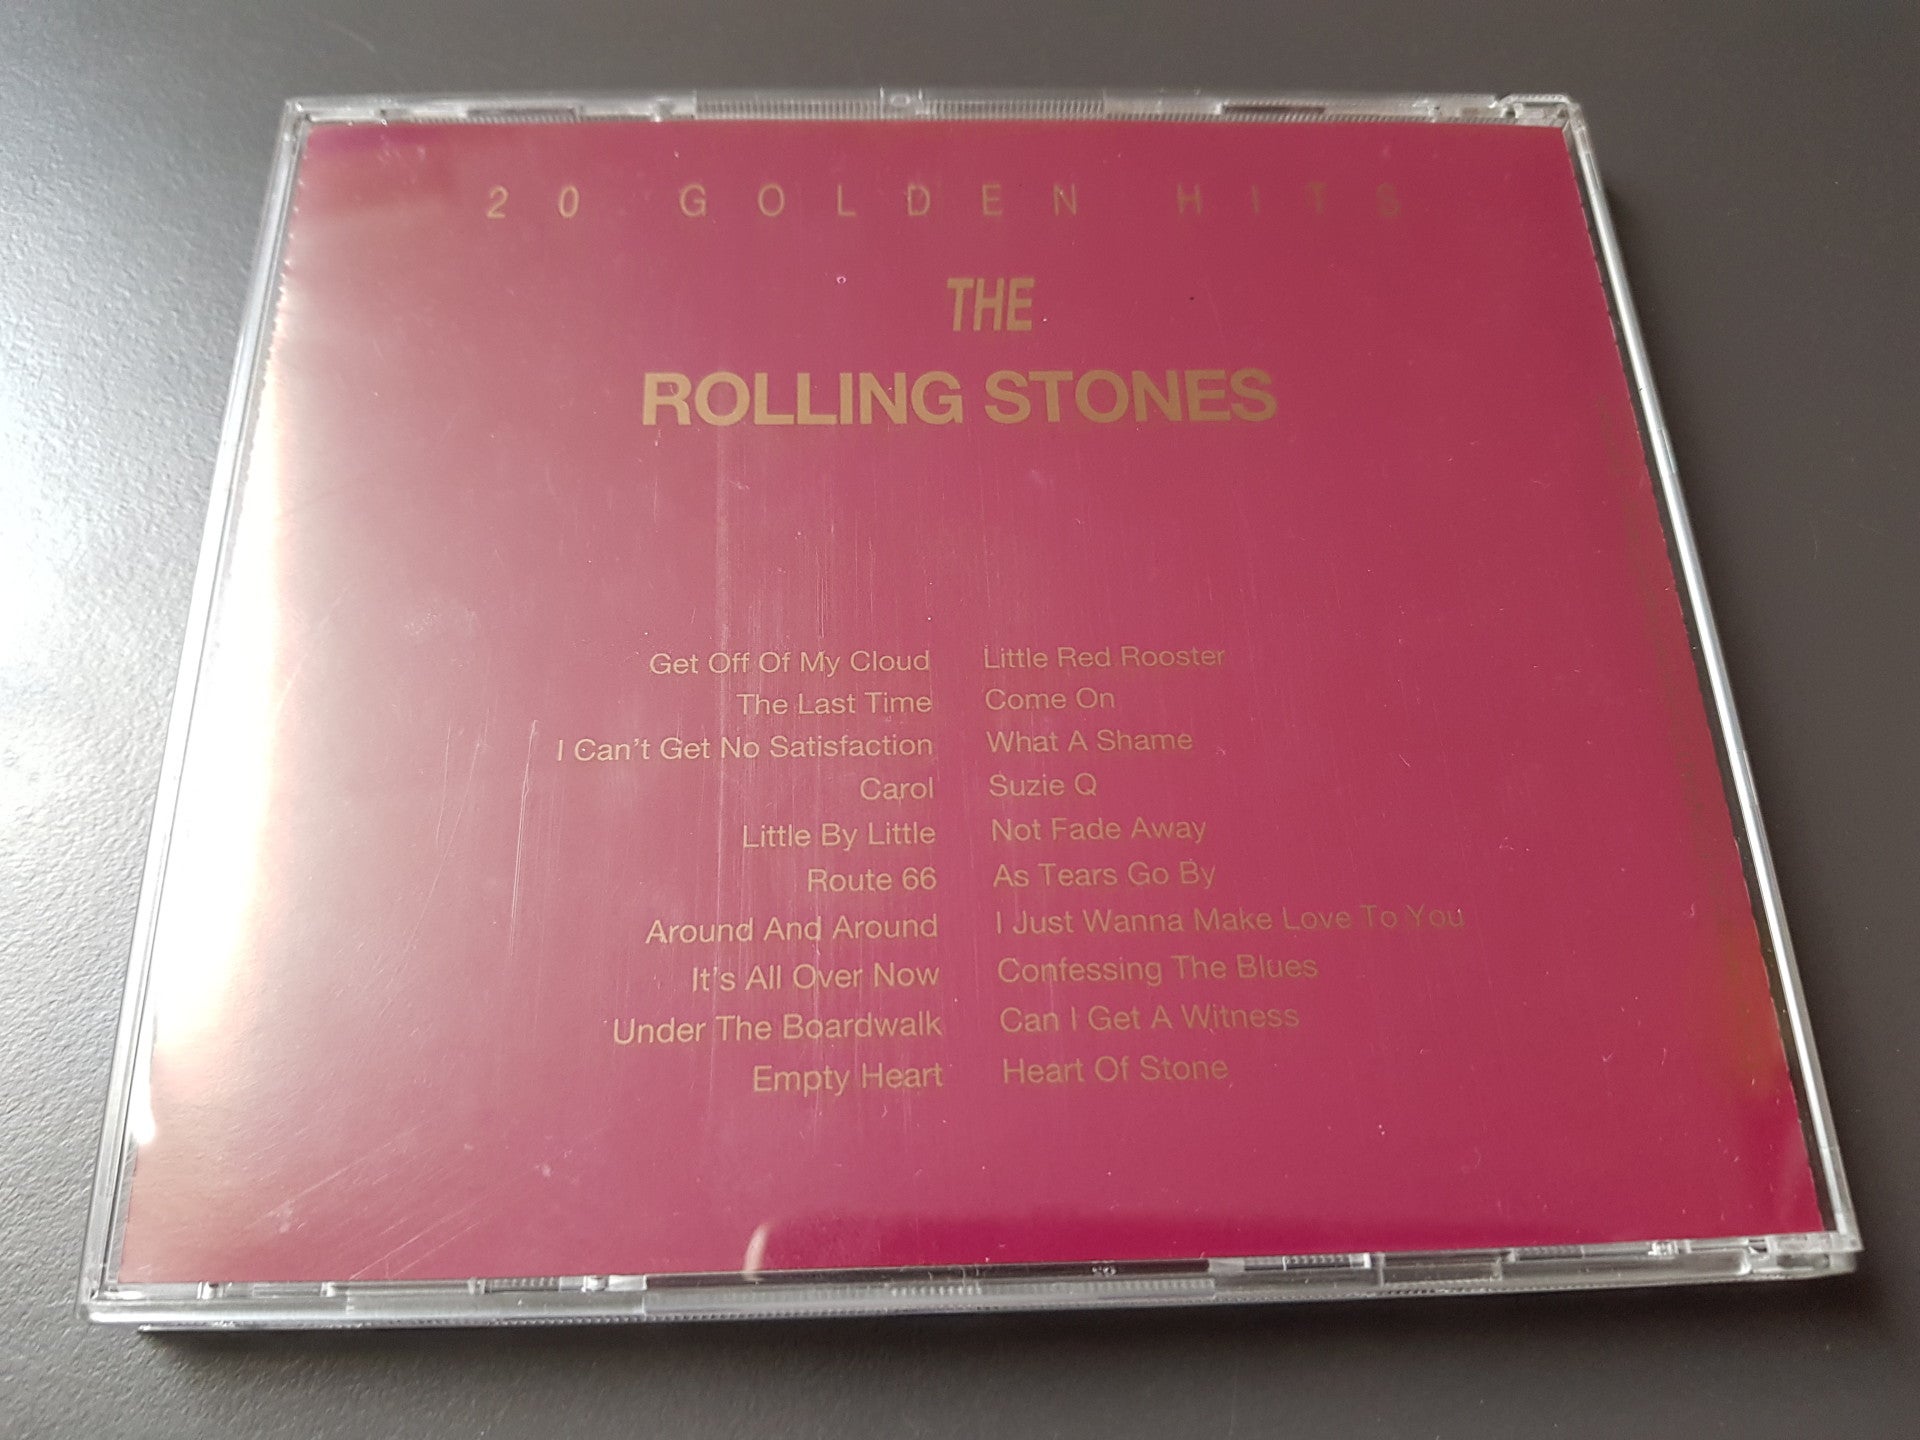 20 GOLDEN HITS
THE
ROLLING STONES
Get Off Of My Cloud
The Last Time
I Can't Get No Satisfaction
Carol
Little By Little
Route 66
Around And Around
It's All Over Now
Under The Boardwalk
Empty Heart
Little Red Rooster
Come On
What A Shame
Suzie Q
Not Fade Away
As Tears Go By
I Just Wanna Make Love To You
Confessing The Blues
Can I Get A Witness
Heart Of Stone